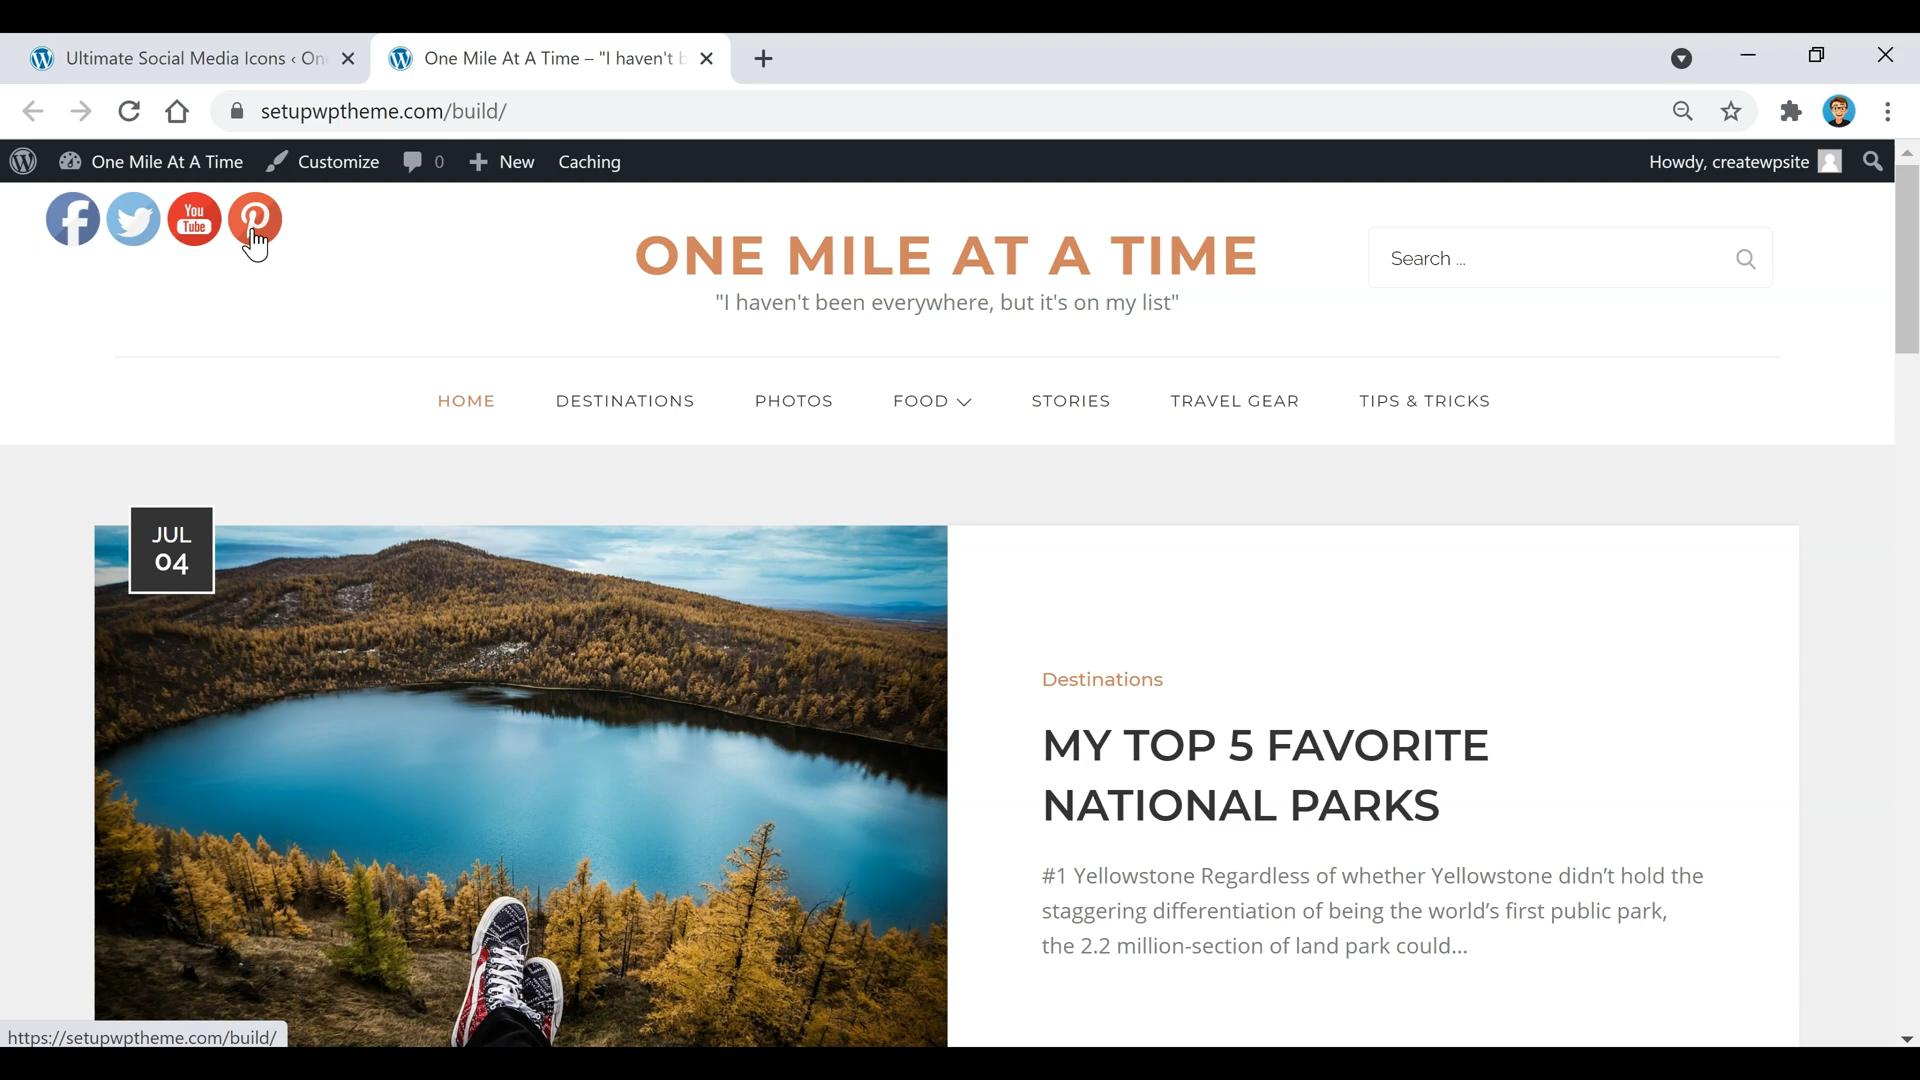 Ultimate Social Media Icons ‹ On
One Mile At A Time – "I haven't b
setupwptheme.com/build/
One Mile At A Time
Customize
0
New
Caching
Howdy, createwpsite
You
Tube
ONE MILE AT A TIME
"I haven't been everywhere, but it's on my list"
Search ...
HOME
DESTINATIONS
PHOTOS
FOOD
STORIES
TRAVEL GEAR
TIPS & TRICKS
JUL
04
Destinations
MY TOP 5 FAVORITE
NATIONAL PARKS
#1 Yellowstone Regardless of whether Yellowstone didn’t hold the
staggering differentiation of being the world’s first public park,
the 2.2 million-section of land park could...
https://setupwptheme.com/build/